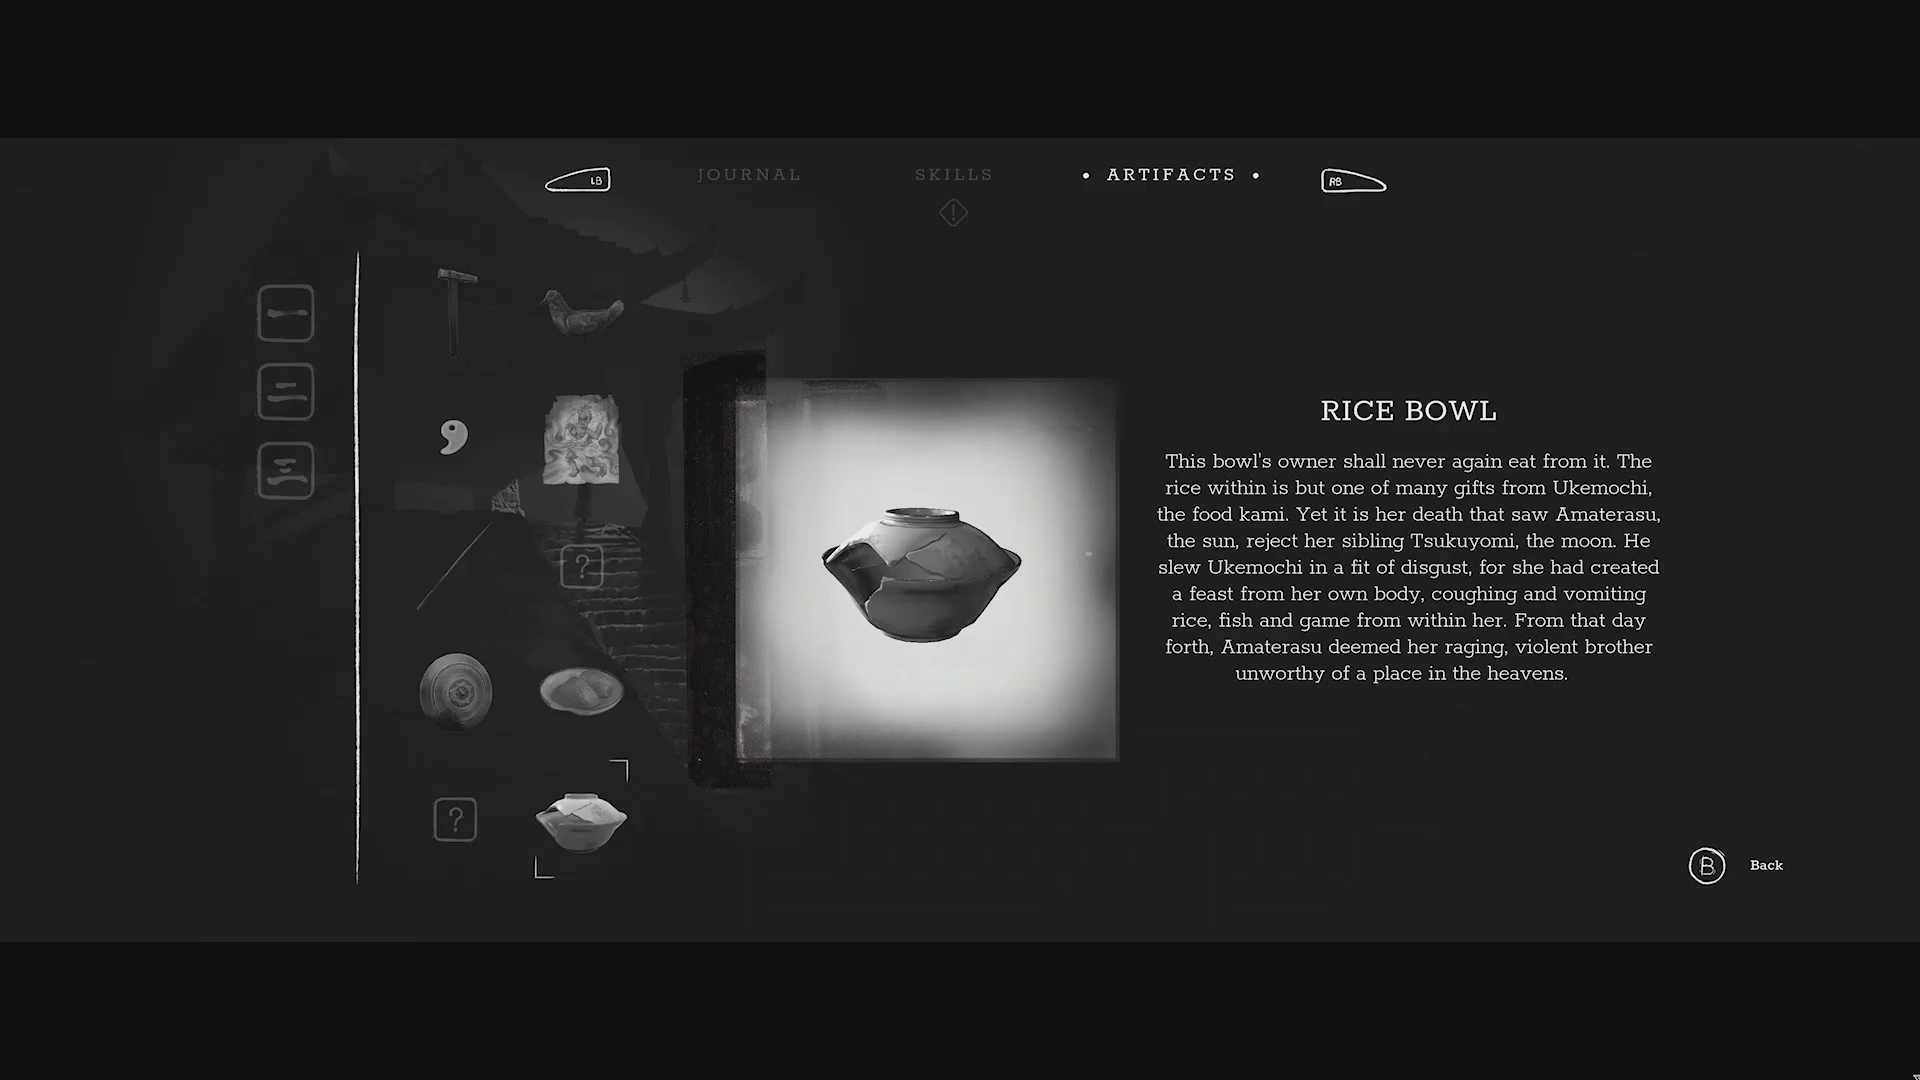 LB
JOURNAL
SKILLS
• ARTIFACTS •
RB
!
一
二
三
?
?
RICE BOWL
This bowl's owner shall never again eat from it. The
rice within is but one of many gifts from Ukemochi,
the food kami. Yet it is her death that saw Amaterasu,
the sun, reject her sibling Tsukuyomi, the moon. He
slew Ukemochi in a fit of disgust, for she had created
a feast from her own body, coughing and vomiting
rice, fish and game from within her. From that day
forth, Amaterasu deemed her raging, violent brother
unworthy of a place in the heavens.
B Back